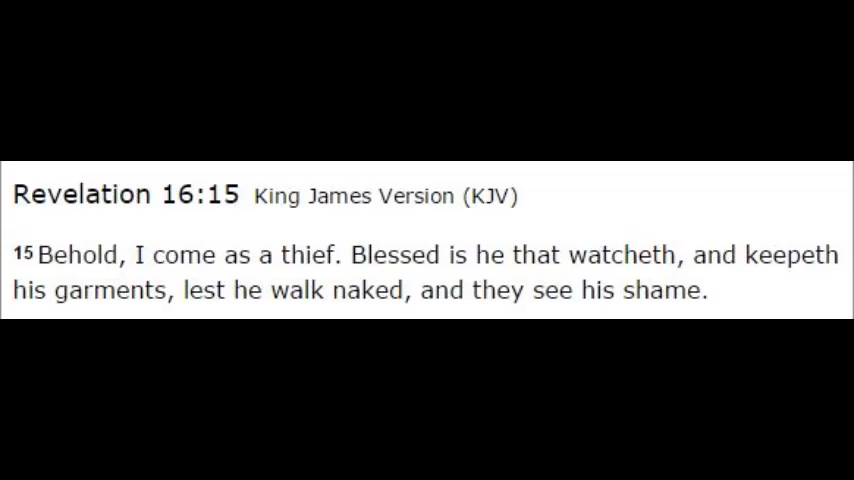 Revelation 16:15 King James Version (KJV)
15 Behold, I come as a thief. Blessed is he that watcheth, and keepeth
his garments, lest he walk naked, and they see his shame.